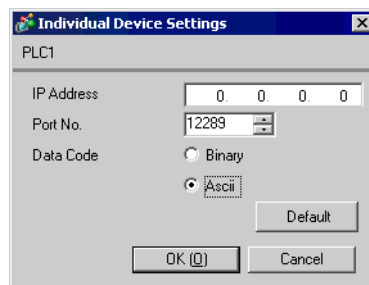 Individual Device Settings
PLC1
IP Address 0. 0. 0. 0
Port No. 12289
Data Code Binary
Ascii
Default
OK (O) Cancel